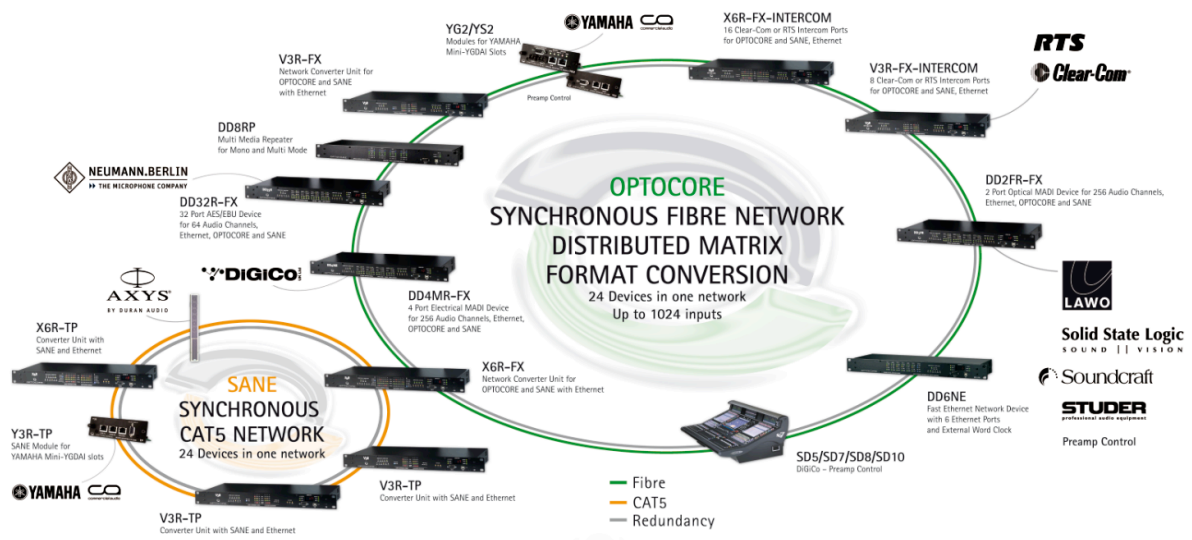 YG2/YS2
Modules for YAMAHA
Mini-YGDAI Slots
YAMAHA
Preamp Control
X6R-FX-INTERCOM
16 Clear-Com or RTS Intercom Ports
for OPTOCORE and SANE, Ethernet
RTS
Clear-Com
V3R-FX-INTERCOM
8 Clear-Com or RTS Intercom Ports
for OPTOCORE and SANE, Ethernet
V3R-FX
Network Converter Unit for
OPTOCORE and SANE
with Ethernet
DD8RP
Multi Media Repeater
for Mono and Multi Mode
NEUMANN.BERLIN
THE MICROPHONE COMPANY
DD32R-FX
32 Port AES/EBU Device
for 64 Audio Channels,
Ethernet, OPTOCORE and SANE
DD2FR-FX
2 Port Optical MADI Device for 256 Audio Channels,
Ethernet, OPTOCORE and SANE
OPTOCORE
SYNCHRONOUS FIBRE NETWORK
DISTRIBUTED MATRIX
FORMAT CONVERSION
24 Devices in one network
Up to 1024 inputs
DiGiCo
DD4MR-FX
4 Port Electrical MADI Device
for 256 Audio Channels, Ethernet,
OPTOCORE and SANE
LAWO
Solid State Logic
SOUND || VISION
Soundcraft
STUDER
professional audio equipment
Preamp Control
AXYS®
BY DURAN AUDIO
X6R-TP
Converter Unit with
SANE and Ethernet
X6R-FX
Network Converter Unit for
OPTOCORE and SANE with Ethernet
DD6NE
Fast Ethernet Network Device
with 6 Ethernet Ports
and External Word Clock
SANE
SYNCHRONOUS
CAT5 NETWORK
24 Devices in one network
Y3R-TP
SANE Module for
YAMAHA Mini-YGDAI slots
YAMAHA
SD5/SD7/SD8/SD10
DiGiCo – Preamp Control
V3R-TP
Converter Unit with SANE and Ethernet
V3R-TP
Converter Unit with SANE and Ethernet
Fibre
CAT5
Redundancy